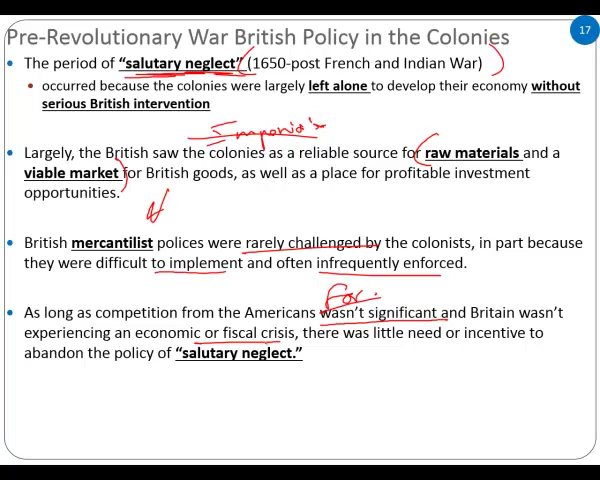 17
Pre-Revolutionary War British Policy in the Colonies
• The period of “salutary neglect” (1650-post French and Indian War)
• occurred because the colonies were largely left alone to develop their economy without
serious British intervention
• Largely, the British saw the colonies as a reliable source for raw materials and a
viable market for British goods, as well as a place for profitable investment
opportunities.
• British mercantilist polices were rarely challenged by the colonists, in part because
they were difficult to implement and often infrequently enforced.
• As long as competition from the Americans wasn’t significant and Britain wasn’t
experiencing an economic or fiscal crisis, there was little need or incentive to
abandon the policy of “salutary neglect.”